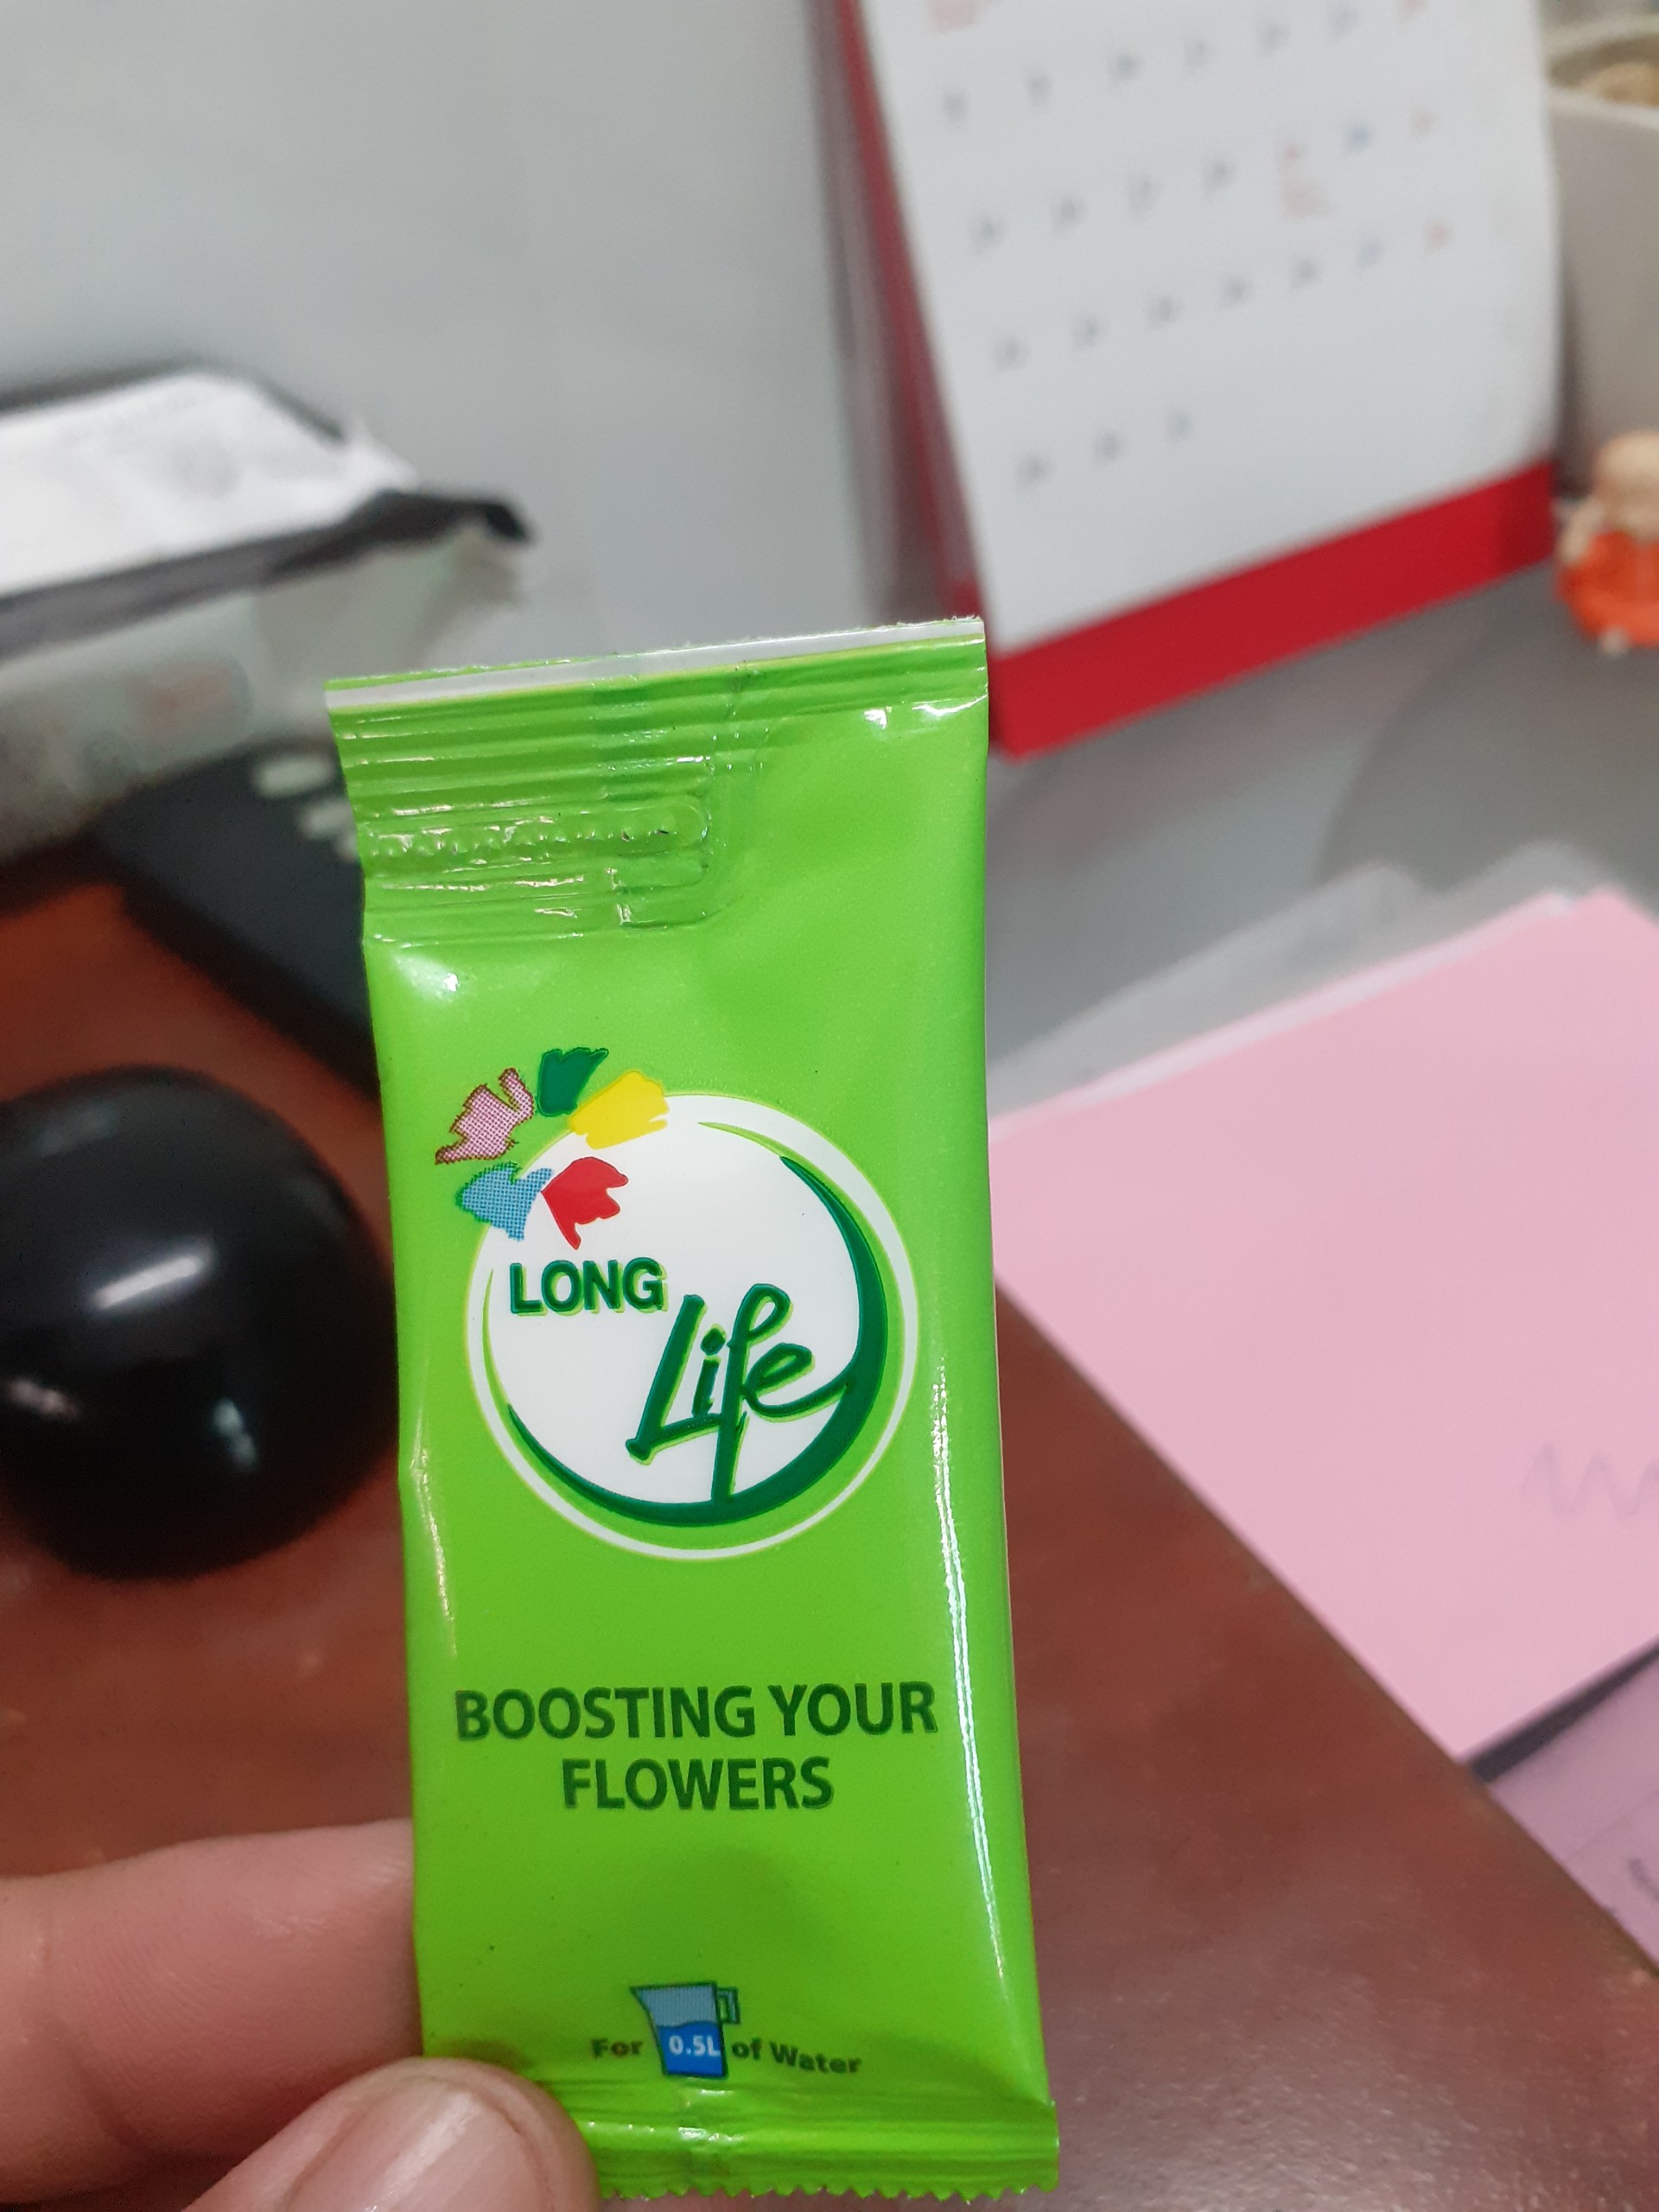 LONG
Life
BOOSTING YOUR
FLOWERS
For 0.5L of Water